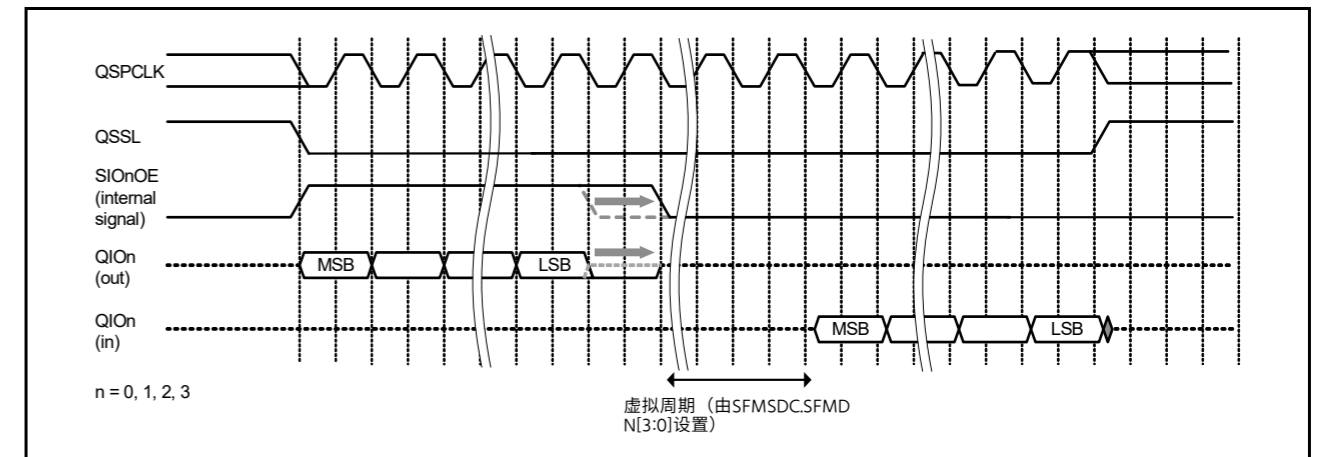 QSPCLK
QSSL
SIOnOE
(internal
signal)
QIOn
(out)
MSB
LSB
QIOn
(in)
MSB
LSB
n = 0, 1, 2, 3
虚拟周期（由SFMSDC.SFMD
N[3:0]设置）